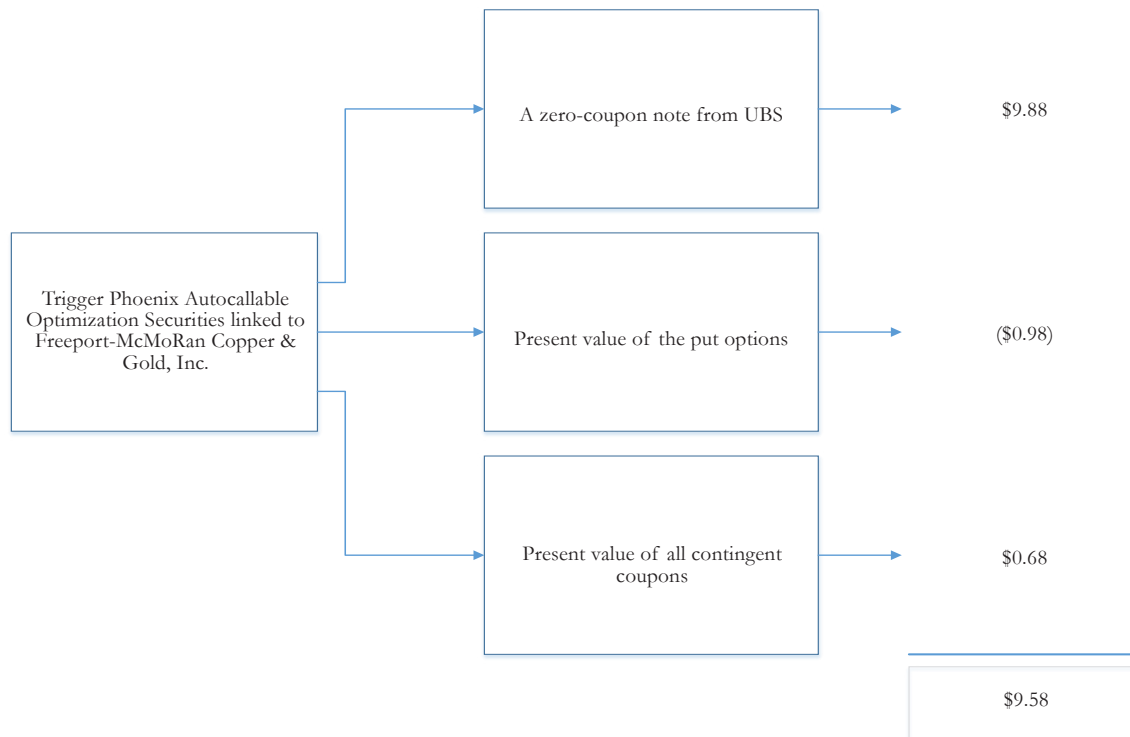 A zero-coupon note from UBS
$9.88
Trigger Phoenix Autocallable
Optimization Securities linked to
Freeport-McMoRan Copper &
Gold, Inc.
Present value of the put options
($0.98)
Present value of all contingent
coupons
$0.68
$9.58